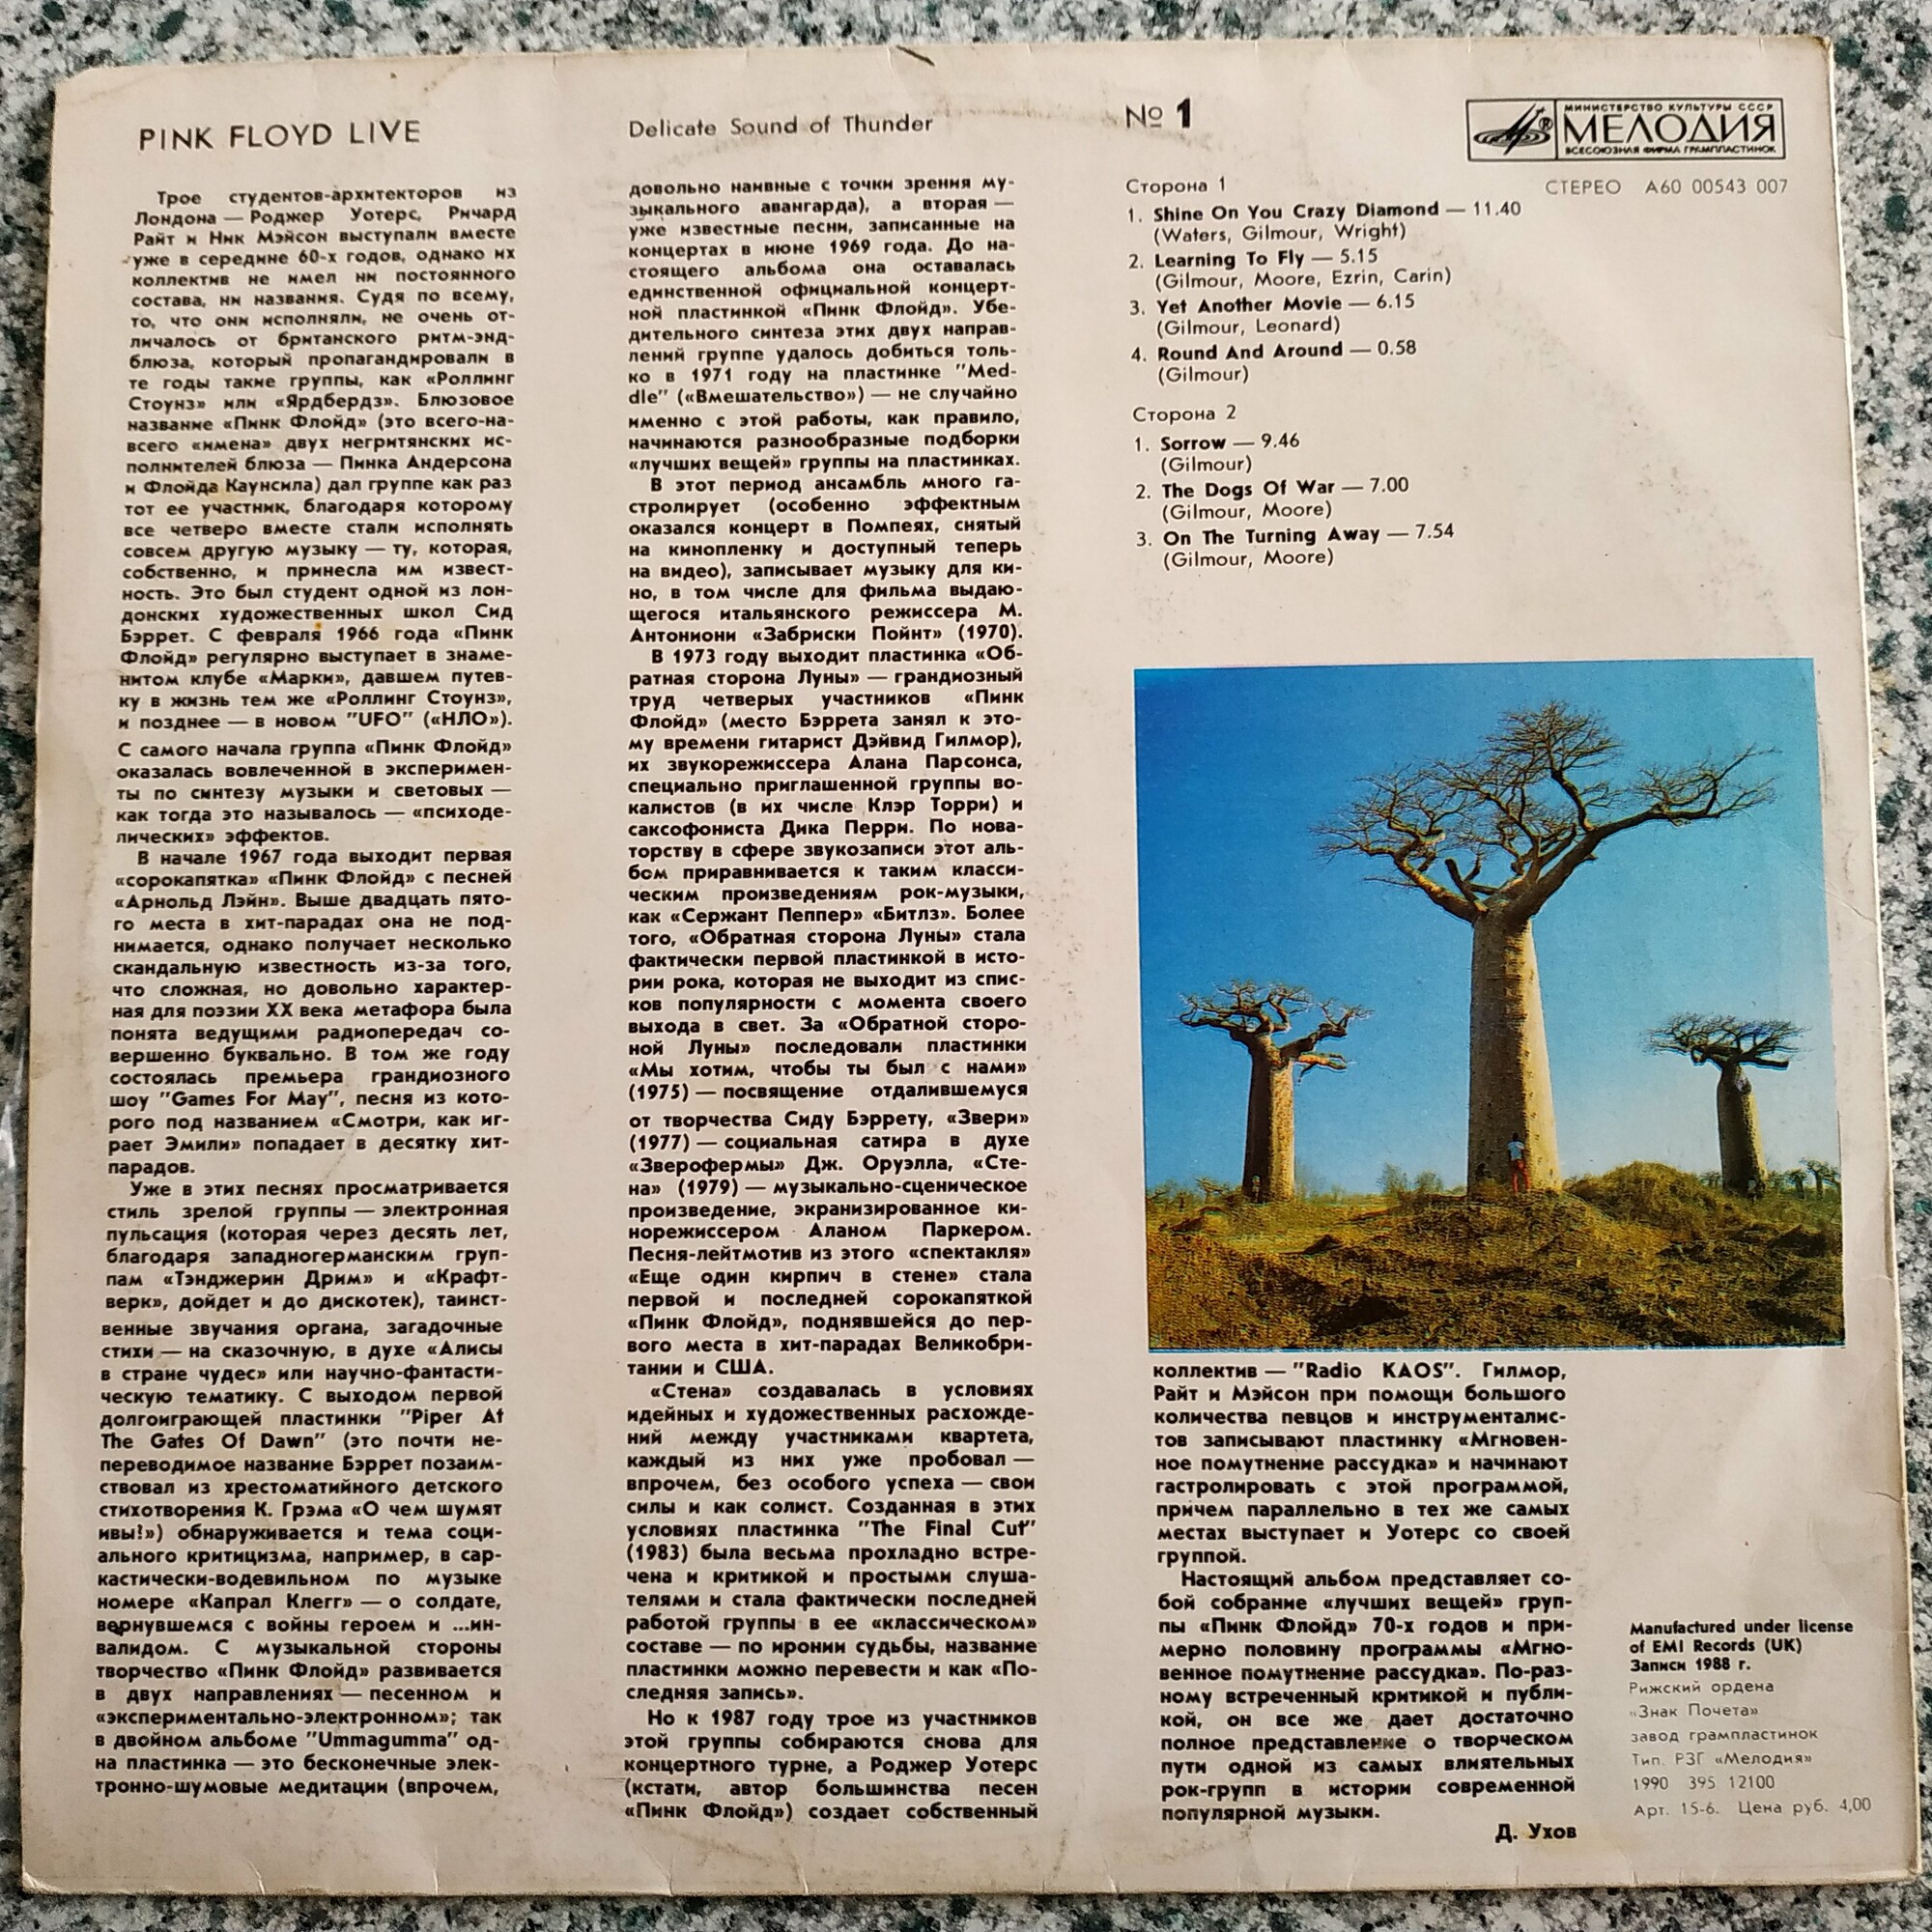 PINK FLOYD LIVE
Трое студентов-архитекторов из
Лондона — Роджер Уотерс, Ричард
Райт и Ник Мэйсон выступали вместе
уже в середине 60-х годов, однако их
коллектив не имел ни постоянного
состава, ни названия. Судя по всему,
то, что они исполняли, не очень от-
личалось от британского ритм-энд-
блюза, который пропагандировали в
те годы такие группы, как «Роллинг
Стоунз» или «Ярдбердз». Блюзовое
название «Пинк Флойд» (это всего-на-
всего «имена» двух негритянских ис-
полнителей блюза — Пинка Андерсона
и Флойда Каунсила) дал группе как раз
тот ее участник, благодаря которому
все четверо вместе стали исполнять
совсем другую музыку — ту, которая,
собственно, и принесла им извест-
ность. Это был студент одной из лон-
донских художественных школ Сид
Бэррет. С февраля 1966 года «Пинк
Флойд» регулярно выступает в знаме-
нитом клубе «Марки», давшем путев-
ку в жизнь тем же «Роллинг Стоунз»,
и позднее — в новом "UFO" («НЛО»).
С самого начала группа «Пинк Флойд»
оказалась вовлеченной в эксперимен-
ты по синтезу музыки и световых —
как тогда это называлось — «психоде-
лических» эффектов.
В начале 1967 года выходит первая
«сорокапятка» «Пинк Флойд» с песней
«Арнольд Лэйн». Выше двадцать пято-
го места в хит-парадах она не под-
нимается, однако получает несколько
скандальную известность из-за того,
что сложная, но довольно характер-
ная для поэзии XX века метафора была
понята ведущими радиопередач со-
вершенно буквально. В том же году
состоялась премьера грандиозного
шоу "Games For May", песня из кото-
рого под названием «Смотри, как иг-
рает Эмили» попадает в десятку хит-
парадов.
Уже в этих песнях просматривается
стиль зрелой группы — электронная
пульсация (которая через десять лет,
благодаря западногерманским груп-
пам «Тэнджерин Дрим» и «Крафт-
верк», дойдет и до дискотек), таинст-
венные звучания органа, загадочные
стихи — на сказочную, в духе «Алисы
в стране чудес» или научно-фантасти-
ческую тематику. С выходом первой
долгоиграющей пластинки "Piper At
The Gates Of Dawn" (это почти не-
переводимое название Бэррет позаим-
ствовал из хрестоматийного детского
стихотворения К. Грэма «О чем шумят
ивы!») обнаруживается и тема соци-
ального критицизма, например, в сар-
кастически-водевильном по музыке
номере «Капрал Клегг» — о солдате,
вернувшемся с войны героем и ...ин-
валидом. С музыкальной стороны
творчество «Пинк Флойд» развивается
в двух направлениях — песенном и
«экспериментально-электронном»; так
в двойном альбоме "Ummagumma" од-
на пластинка — это бесконечные элек-
тронно-шумовые медитации (впрочем,
Delicate Sound of Thunder
довольно наивные с точки зрения му-
зыкального авангарда), а вторая —
уже известные песни, записанные на
концертах в июне 1969 года. До на-
стоящего альбома она оставалась
единственной официальной концерт-
ной пластинкой «Пинк Флойд». Убе-
дительного синтеза этих двух направ-
лений группе удалось добиться толь-
ко в 1971 году на пластинке "Med-
dle" («Вмешательство») — не случайно
именно с этой работы, как правило,
начинаются разнообразные подборки
«лучших вещей» группы на пластинках.
В этот период ансамбль много га-
стролирует (особенно эффектным
оказался концерт в Помпеях, снятый
на кинопленку и доступный теперь
на видео), записывает музыку для ки-
но, в том числе для фильма выдаю-
щегося итальянского режиссера М.
Антониони «Забриски Пойнт» (1970).
В 1973 году выходит пластинка «Об-
ратная сторона Луны» — грандиозный
труд четверых участников «Пинк
Флойд» (место Бэррета занял к это-
му времени гитарист Дэйвид Гилмор),
их звукорежиссера Алана Парсонса,
специально приглашенной группы во-
калистов (в их числе Клэр Торри) и
саксофониста Дика Перри. По нова-
торству в сфере звукозаписи этот аль-
бом приравнивается к таким класси-
ческим произведениям рок-музыки,
как «Сержант Пеппер» «Битлз». Более
того, «Обратная сторона Луны» стала
фактически первой пластинкой в исто-
рии рока, которая не выходит из спис-
ков популярности с момента своего
выхода в свет. За «Обратной сторо-
ной Луны» последовали пластинки
«Мы хотим, чтобы ты был с нами»
(1975) — посвящение отдалившемуся
от творчества Сиду Бэррету, «Звери»
(1977) — социальная сатира в духе
«Зверофермы» Дж. Оруэлла, «Сте-
на» (1979) — музыкально-сценическое
произведение, экранизированное ки-
норежиссером Аланом Паркером.
Песня-лейтмотив из этого «спектакля»
«Еще один кирпич в стене» стала
первой и последней сорокапяткой
«Пинк Флойд», поднявшейся до пер-
вого места в хит-парадах Великобри-
тании и США.
«Стена» создавалась в условиях
идейных и художественных расхожде-
ний между участниками квартета,
каждый из них уже пробовал —
впрочем, без особого успеха — свои
силы и как солист. Созданная в этих
условиях пластинка "The Final Cut"
(1983) была весьма прохладно встре-
чена и критикой и простыми слуша-
телями и стала фактически последней
работой группы в ее «классическом»
составе — по иронии судьбы, название
пластинки можно перевести и как «По-
следняя запись».
Но к 1987 году трое из участников
этой группы собираются снова для
концертного турне, а Роджер Уотерс
(кстати, автор большинства песен
«Пинк Флойд») создает собственный
№ 1
МИНИСТЕРСТВО КУЛЬТУРЫ СССР
МЕЛОДИЯ
ВСЕСОЮЗНАЯ ФИРМА ГРАМПЛАСТИНОК
СТЕРЕО А60 00543 007
Сторона 1
1. Shine On You Crazy Diamond — 11.40
(Waters, Gilmour, Wright)
2. Learning To Fly — 5.15
(Gilmour, Moore, Ezrin, Carin)
3. Yet Another Movie — 6.15
(Gilmour, Leonard)
4. Round And Around — 0.58
(Gilmour)
Сторона 2
1. Sorrow — 9.46
(Gilmour)
2. The Dogs Of War — 7.00
(Gilmour, Moore)
3. On The Turning Away — 7.54
(Gilmour, Moore)
коллектив — "Radio KAOS". Гилмор,
Райт и Мэйсон при помощи большого
количества певцов и инструменталис-
тов записывают пластинку «Мгновен-
ное помутнение рассудка» и начинают
гастролировать с этой программой,
причем параллельно в тех же самых
местах выступает и Уотерс со своей
группой.
Настоящий альбом представляет со-
бой собрание «лучших вещей» груп-
пы «Пинк Флойд» 70-х годов и при-
мерно половину программы «Мгно-
венное помутнение рассудка». По-раз-
ному встреченный критикой и публи-
кой, он все же дает достаточно
полное представление о творческом
пути одной из самых влиятельных
рок-групп в истории современной
популярной музыки.
Д. Ухов
Manufactured under license
of EMI Records (UK)
Записи 1988 г.
Рижский ордена
«Знак Почета»
завод грампластинок
Тип. РЗГ «Мелодия»
1990 395 12100
Арт. 15-6. Цена руб. 4,00